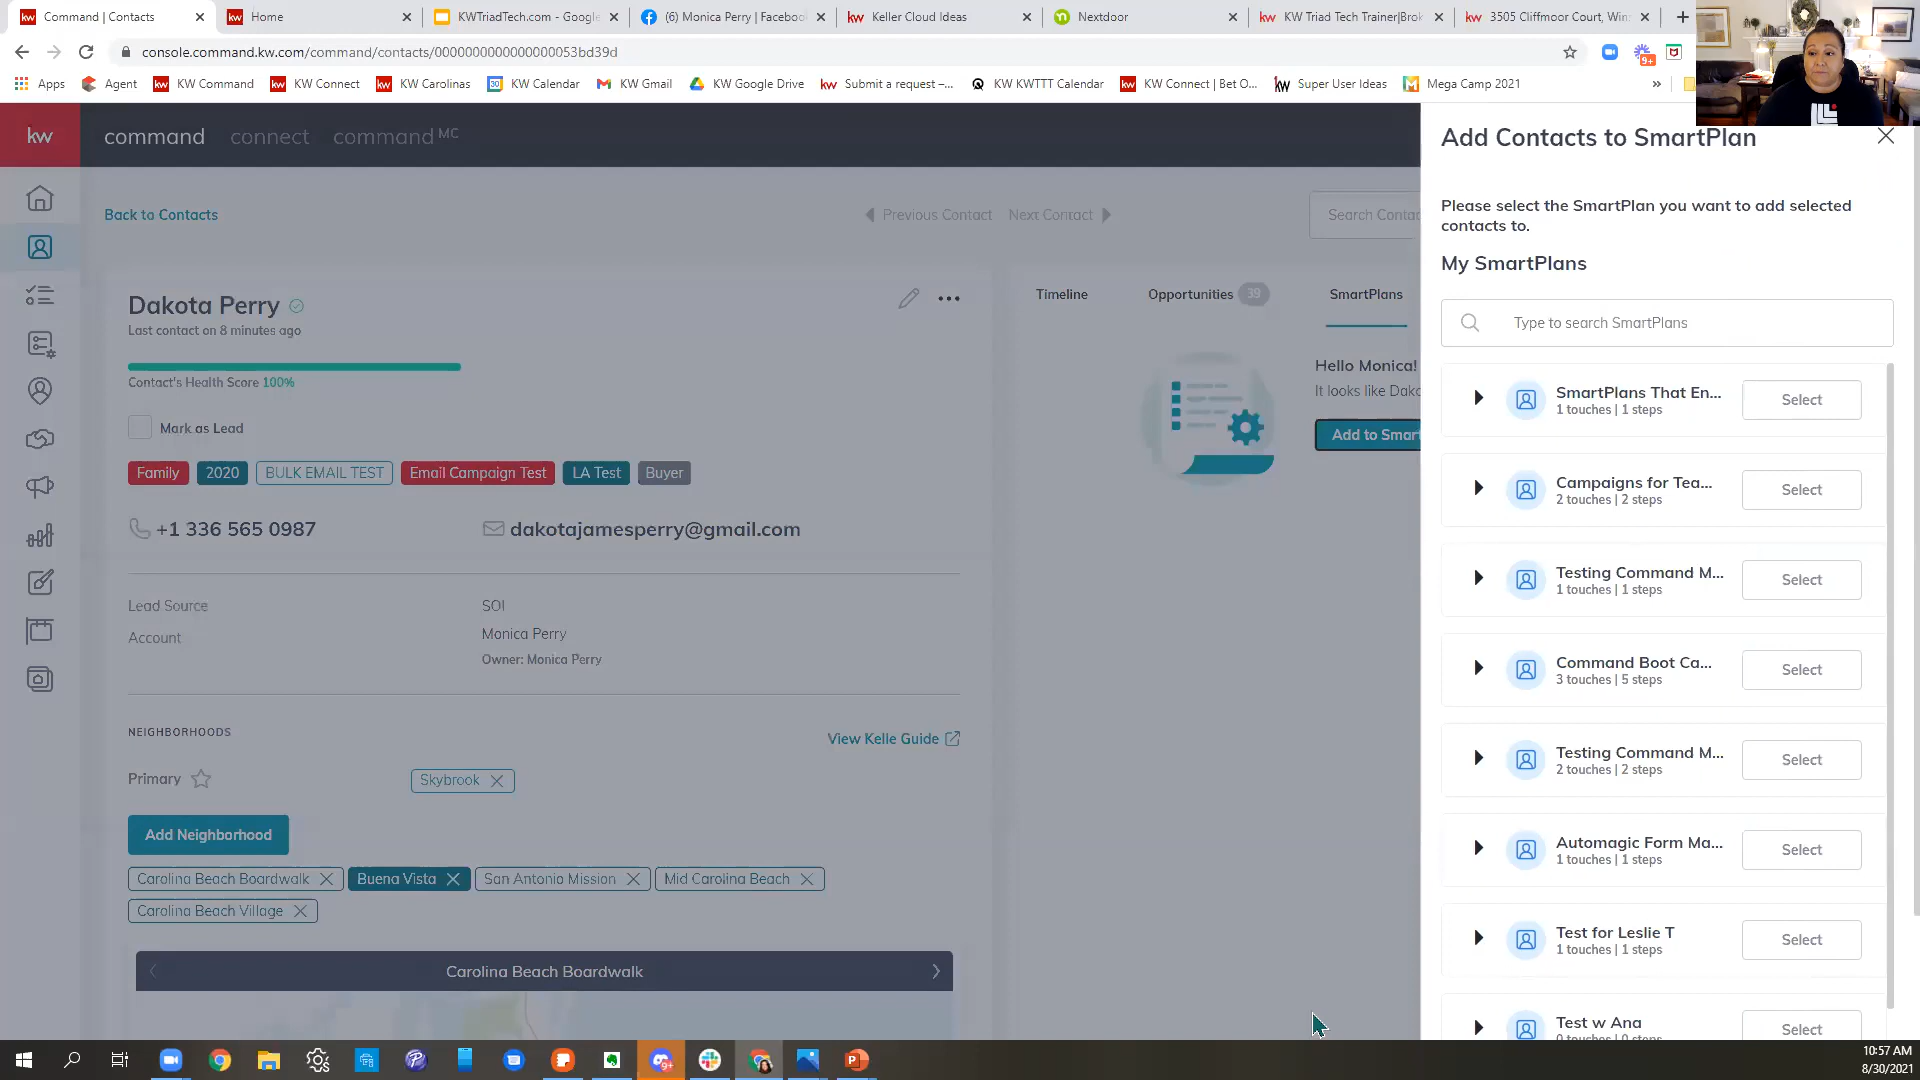 Command | Contacts
Home
KWTriadTech.com - Google
(6) Monica Perry | Faceboo
Keller Cloud Ideas
Nextdoor
KW Triad Tech Trainer|Brok
3505 Cliffmoor Court, Win
console.command.kw.com/command/contacts/0000000000000000053bd39d
9+
Apps
Agent
KW Command
KW Connect
KW Carolinas
KW Calendar
KW Gmail
KW Google Drive
Submit a request –...
KW KWTTT Calendar
KW Connect | Bet O...
Super User Ideas
Mega Camp 2021
kw
command
connect
command MC
Back to Contacts
Previous Contact
Next Contact
Search Contac
Dakota Perry
Last contact on 8 minutes ago
Contact's Health Score 100%
Mark as Lead
Family
2020
BULK EMAIL TEST
Email Campaign Test
LA Test
Buyer
+1 336 565 0987
dakotajamesperry@gmail.com
Lead Source
SOI
Account
Monica Perry
Owner: Monica Perry
NEIGHBORHOODS
View Kelle Guide
Primary
Skybrook
Add Neighborhood
Carolina Beach Boardwalk
Buena Vista
San Antonio Mission
Mid Carolina Beach
Carolina Beach Village
Carolina Beach Boardwalk
Timeline
Opportunities 39
SmartPlans
Hello Monica!
It looks like Dako
Add to Smart
Add Contacts to SmartPlan
Please select the SmartPlan you want to add selected
contacts to.
My SmartPlans
Type to search SmartPlans
SmartPlans That En...
1 touches | 1 steps
Select
Campaigns for Tea...
2 touches | 2 steps
Select
Testing Command M...
1 touches | 1 steps
Select
Command Boot Ca...
3 touches | 5 steps
Select
Testing Command M...
2 touches | 2 steps
Select
Automagic Form Ma...
1 touches | 1 steps
Select
Test for Leslie T
1 touches | 1 steps
Select
Test w Ana
0 touches | 0 steps
Select
10:57 AM
8/30/2021